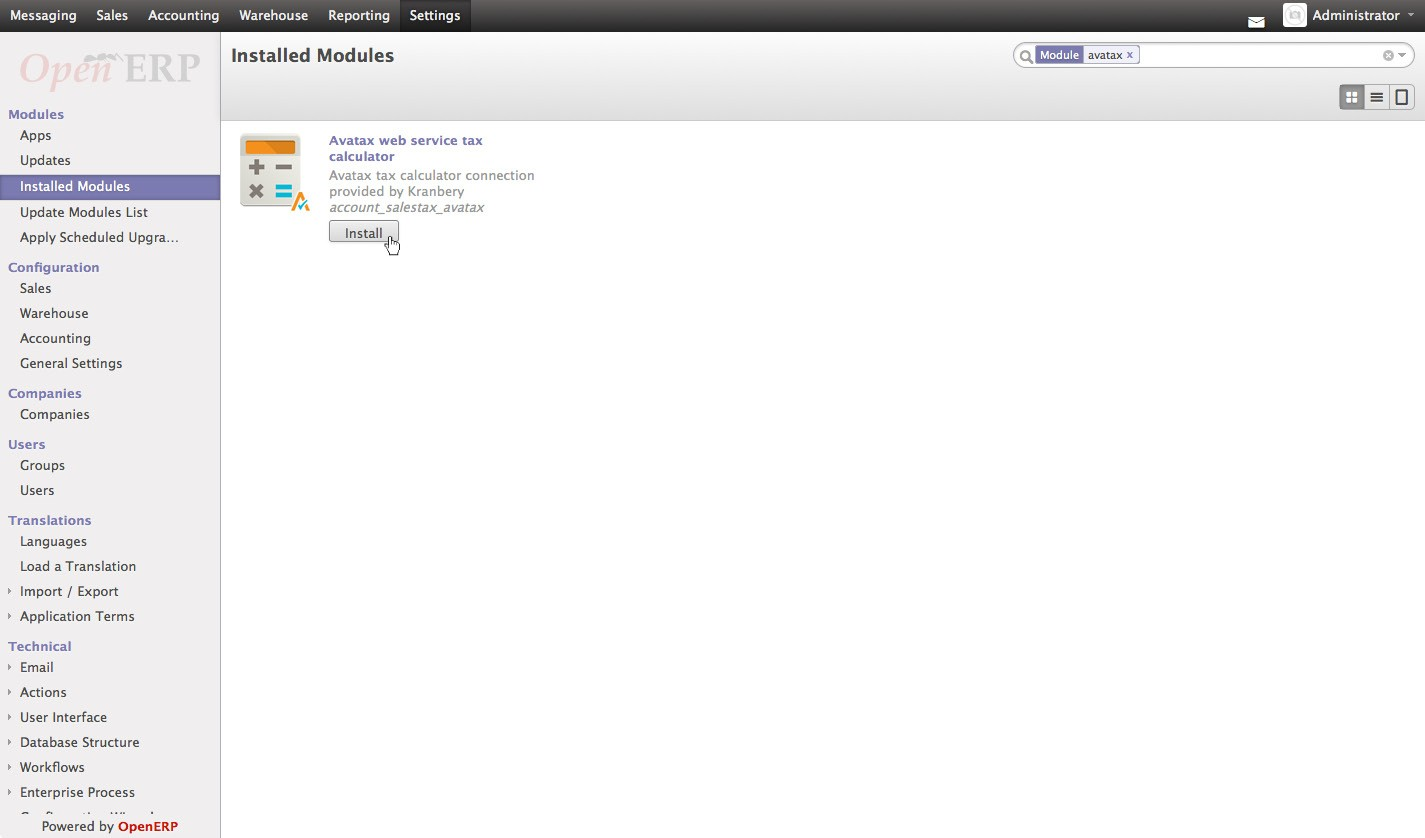 Messaging Sales Accounting Warehouse Reporting Settings Administrator
Open ERP
Installed Modules
Module avatax x
Modules
Apps
Updates
Installed Modules
Update Modules List
Apply Scheduled Upgra...
Configuration
Sales
Warehouse
Accounting
General Settings
Companies
Companies
Users
Groups
Users
Translations
Languages
Load a Translation
Import / Export
Application Terms
Technical
Email
Actions
User Interface
Database Structure
Workflows
Enterprise Process
Powered by OpenERP
Avatax web service tax
calculator
Avatax tax calculator connection
provided by Kranbery
account_salestax_avatax
Install